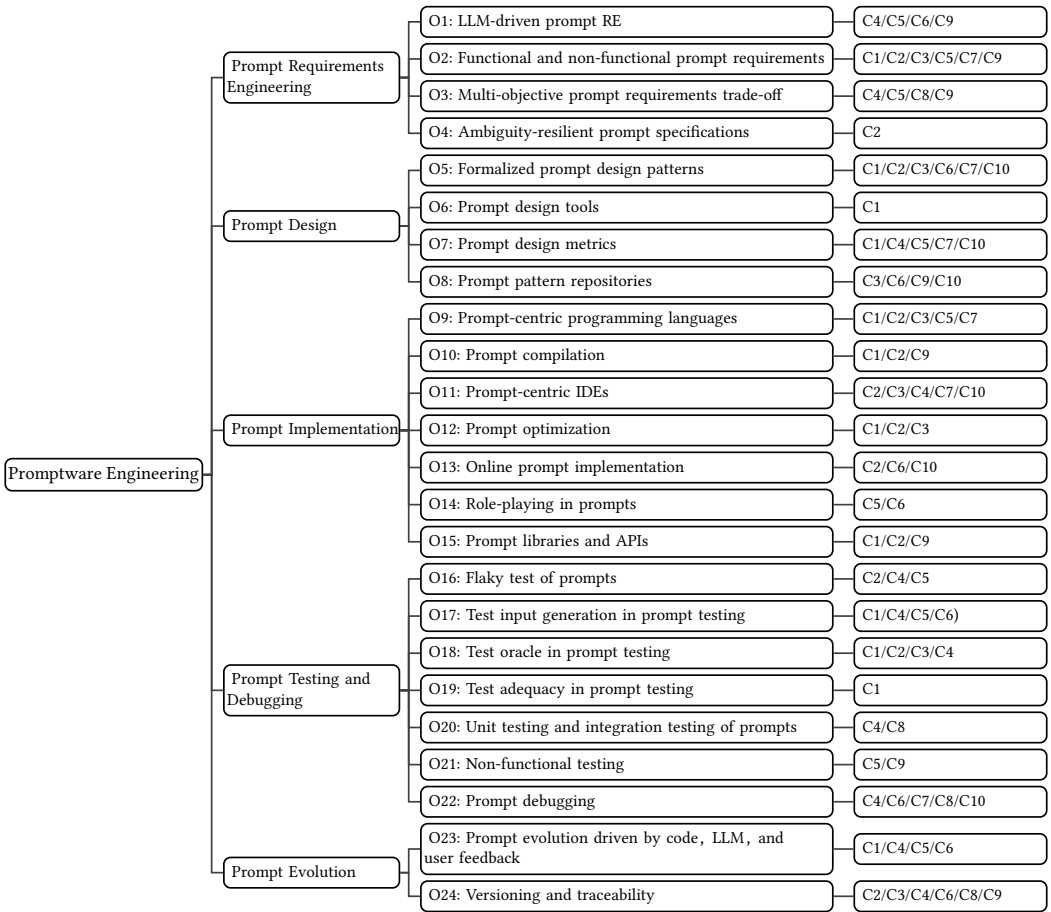 Promptware Engineering
Prompt Requirements
Engineering
O1: LLM-driven prompt RE
C4/C5/C6/C9
O2: Functional and non-functional prompt requirements
C1/C2/C3/C5/C7/C9
O3: Multi-objective prompt requirements trade-off
C4/C5/C8/C9
O4: Ambiguity-resilient prompt specifications
C2
Prompt Design
O5: Formalized prompt design patterns
C1/C2/C3/C6/C7/C10
O6: Prompt design tools
C1
O7: Prompt design metrics
C1/C4/C5/C7/C10
O8: Prompt pattern repositories
C3/C6/C9/C10
Prompt Implementation
O9: Prompt-centric programming languages
C1/C2/C3/C5/C7
O10: Prompt compilation
C1/C2/C9
O11: Prompt-centric IDEs
C2/C3/C4/C7/C10
O12: Prompt optimization
C1/C2/C3
O13: Online prompt implementation
C2/C6/C10
O14: Role-playing in prompts
C5/C6
O15: Prompt libraries and APIs
C1/C2/C9
Prompt Testing and
Debugging
O16: Flaky test of prompts
C2/C4/C5
O17: Test input generation in prompt testing
C1/C4/C5/C6)
O18: Test oracle in prompt testing
C1/C2/C3/C4
O19: Test adequacy in prompt testing
C1
O20: Unit testing and integration testing of prompts
C4/C8
O21: Non-functional testing
C5/C9
O22: Prompt debugging
C4/C6/C7/C8/C10
Prompt Evolution
O23: Prompt evolution driven by code, LLM, and
user feedback
C1/C4/C5/C6
O24: Versioning and traceability
C2/C3/C4/C6/C8/C9